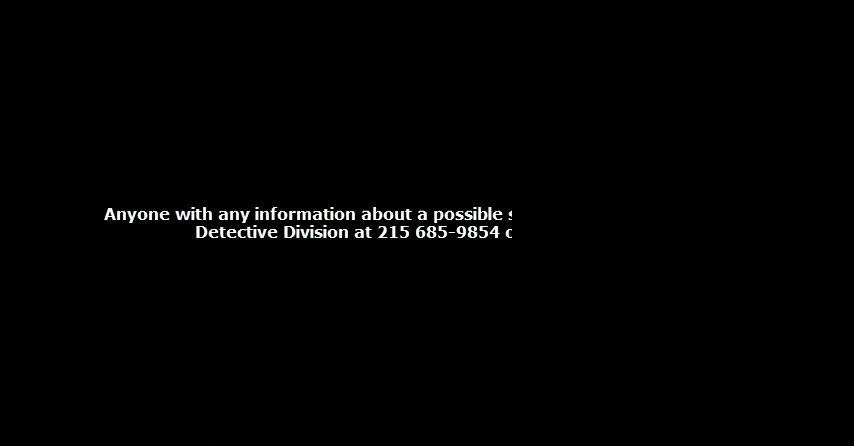 Anyone with any information about a possible
Detective Division at 215 685-9854